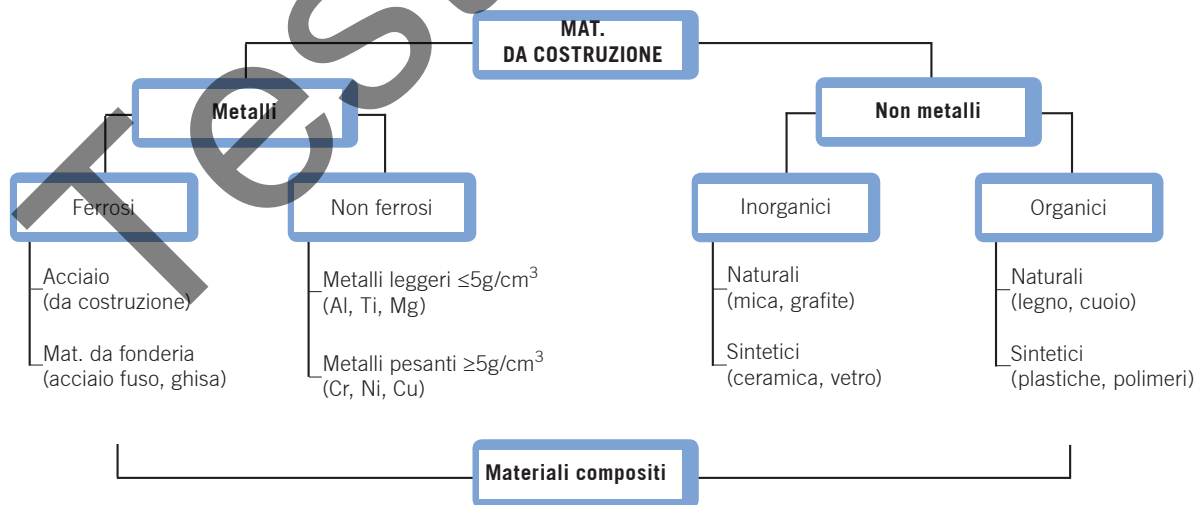 MAT.
DA COSTRUZIONE
Metalli
Non metalli
Ferrosi
Non ferrosi
Inorganici
Organici
Acciaio
(da costruzione)
Mat. da fonderia
(acciaio fuso, ghisa)
Metalli leggeri ≤5g/cm³
(Al, Ti, Mg)
Metalli pesanti ≥5g/cm³
(Cr, Ni, Cu)
Naturali
(mica, grafite)
Sintetici
(ceramica, vetro)
Naturali
(legno, cuoio)
Sintetici
(plastiche, polimeri)
Materiali compositi